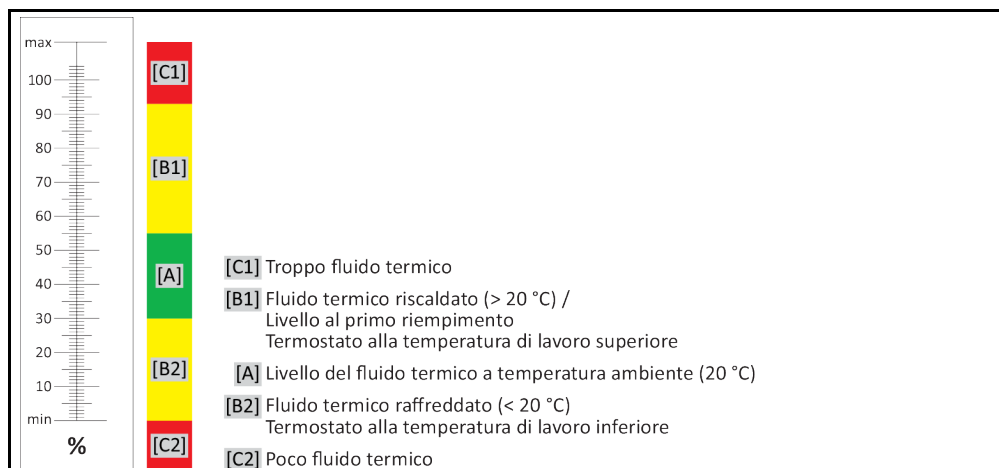 max
100
90
80
70
60
50
40
30
20
10
min
%
[C1]
[B1]
[A]
[B2]
[C2]
[C1] Troppo fluido termico
[B1] Fluido termico riscaldato (> 20 °C) /
Livello al primo riempimento
Termostato alla temperatura di lavoro superiore
[A] Livello del fluido termico a temperatura ambiente (20 °C)
[B2] Fluido termico raffreddato (< 20 °C)
Termostato alla temperatura di lavoro inferiore
[C2] Poco fluido termico